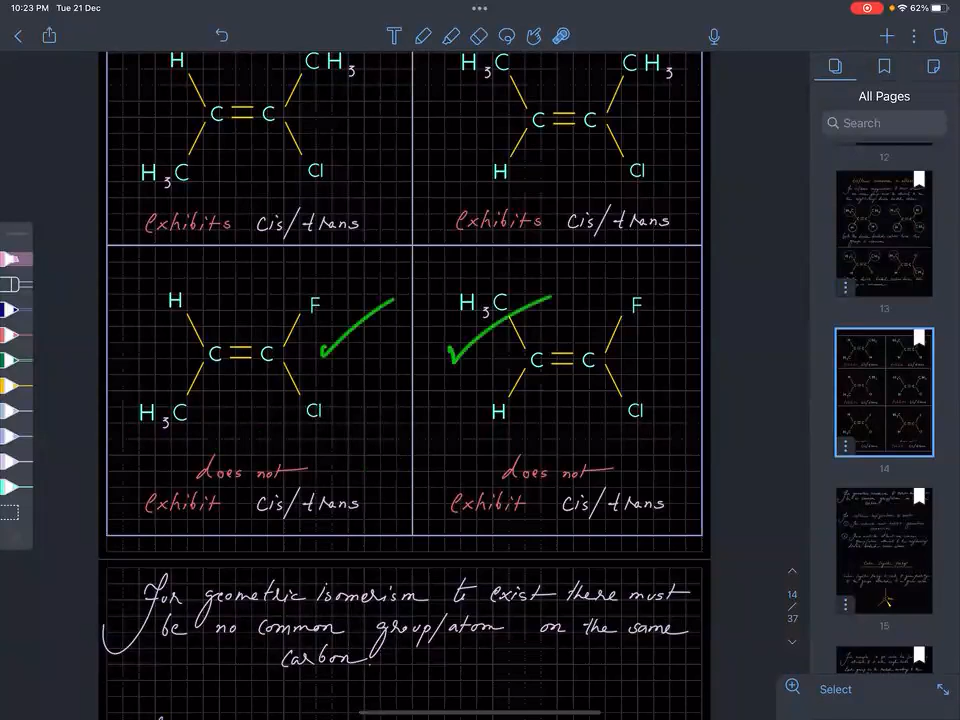 10:23 PM Tue 21 Dec
62%
All Pages
Search
12
H CH3
C = C
H3C Cl
exhibits cis/trans
H3C CH3
C = C
H Cl
exhibits cis/trans
H F
C = C
H3C Cl
does not
exhibit cis/trans
H3C F
C = C
H Cl
does not
exhibit cis/trans
For geometric isomerism to exist there must
be no common group/atom on the same
carbon.
13
14
15
14
/
37
Select